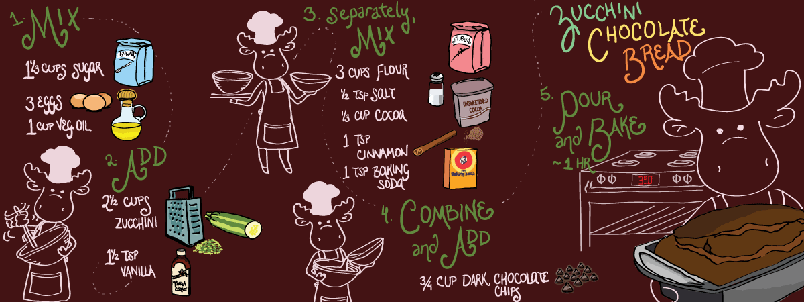 Zucchini
Chocolate
Bread
1. Mix
1½ cups sugar
3 eggs
1 cup veg. oil
2. Add
2½ cups
zucchini
1½ tsp
vanilla
3. Separately,
Mix
3 cups flour
½ tsp salt
⅓ cup cocoa
1 tsp
cinnamon
1 tsp baking
soda
4. Combine
and Add
¾ cup dark chocolate
chips
5. Pour
and Bake
~1 hr